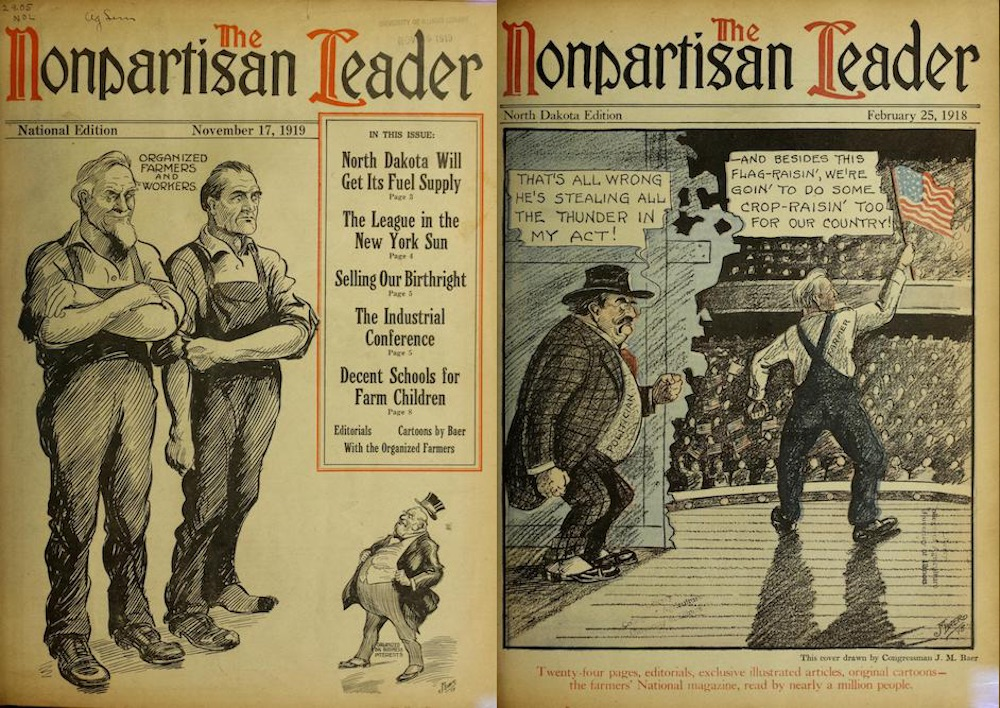 2.4.05
NOL
The
Nonpartisan Leader
National Edition
November 17, 1919
ORGANIZED
FARMERS
AND
WORKERS
IN THIS ISSUE:
North Dakota Will
Get Its Fuel Supply
Page 3
The League in the
New York Sun
Page 4
Selling Our Birthright
Page 5
The Industrial
Conference
Page 5
Decent Schools for
Farm Children
Page 8
Editorials
Cartoons by Baer
With the Organized Farmers
The
Nonpartisan Leader
North Dakota Edition
February 25, 1918
THAT'S ALL WRONG
HE'S STEALING ALL
THE THUNDER IN
MY ACT!
—AND BESIDES THIS
FLAG-RAISIN', WE'RE
GOIN' TO DO SOME
CROP-RAISIN' TOO
FOR OUR COUNTRY!
FARMER
This cover drawn by Congressman J. M. Baer
Twenty-four pages, editorials, exclusive illustrated articles, original cartoons—
the farmers' National magazine, read by nearly a million people.